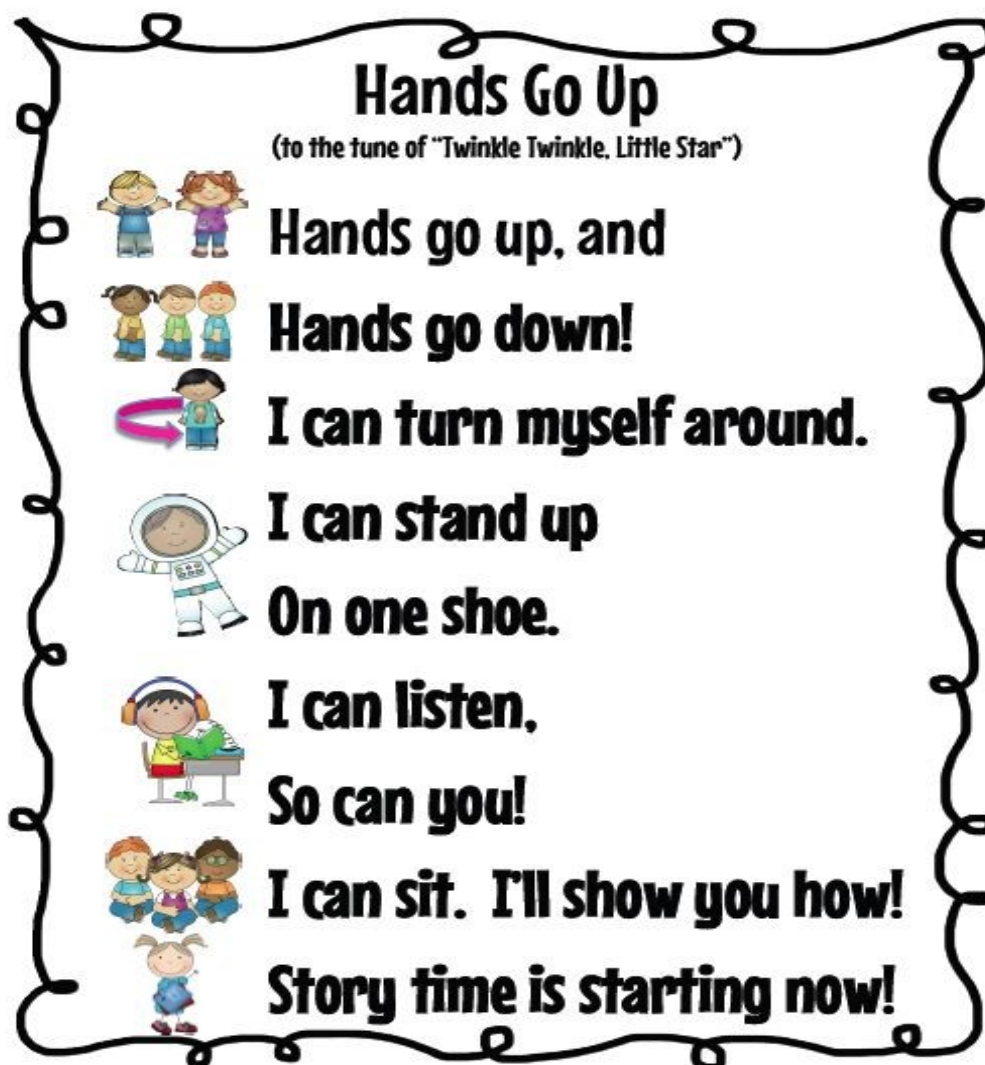 Hands Go Up
(to the tune of "Twinkle Twinkle, Little Star")
Hands go up, and
Hands go down!
I can turn myself around.
I can stand up
On one shoe.
I can listen,
So can you!
I can sit.  I'll show you how!
Story time is starting now!